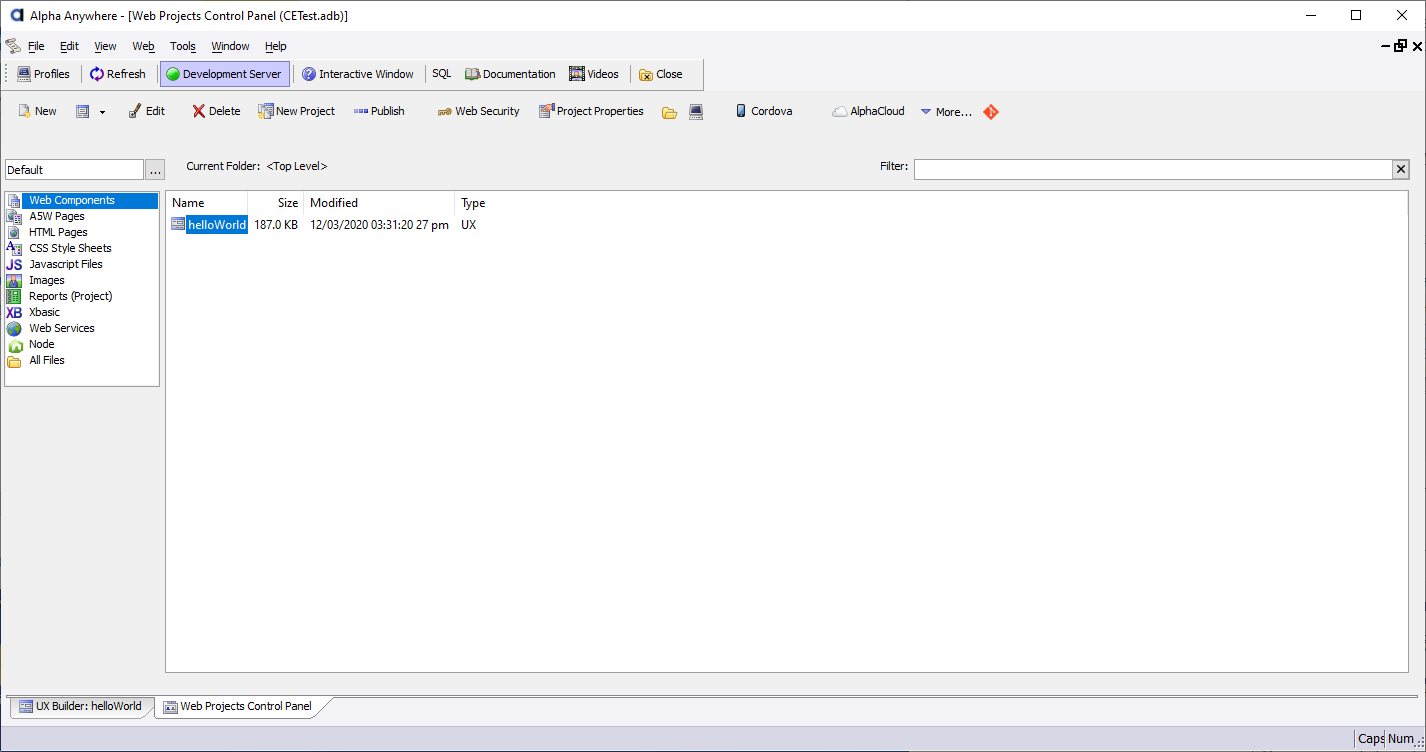 Alpha Anywhere - [Web Projects Control Panel (CETest.adb)]
File Edit View Web Tools Window Help
Profiles Refresh Development Server Interactive Window SQL Documentation Videos Close
New Edit Delete New Project Publish Web Security Project Properties Cordova AlphaCloud More...
Default ... Current Folder: <Top Level> Filter:
Web Components
A5W Pages
HTML Pages
CSS Style Sheets
JS Javascript Files
Images
Reports (Project)
XB Xbasic
Web Services
Node
All Files
Name Size Modified Type
helloWorld 187.0 KB 12/03/2020 03:31:20 27 pm UX
UX Builder: helloWorld Web Projects Control Panel
Caps Num